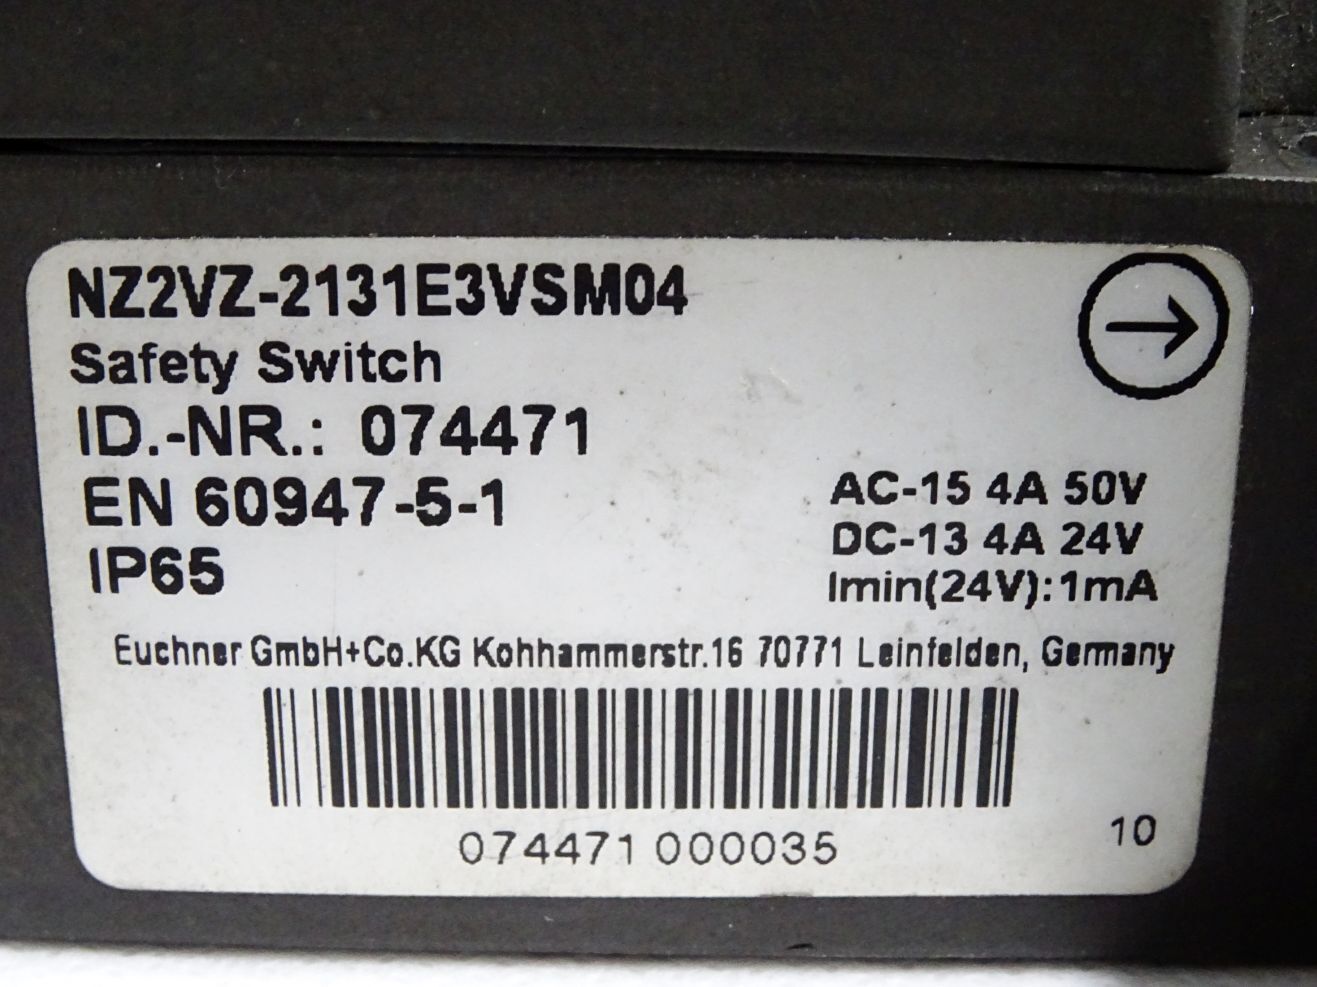 NZ2VZ-2131E3VSM04
Safety Switch
ID.-NR.: 074471
EN 60947-5-1
IP65
AC-15 4A 50V
DC-13 4A 24V
Imin(24V):1mA
Euchner GmbH+Co.KG Kohhammerstr.16 70771 Leinfelden, Germany
074471 000035
10